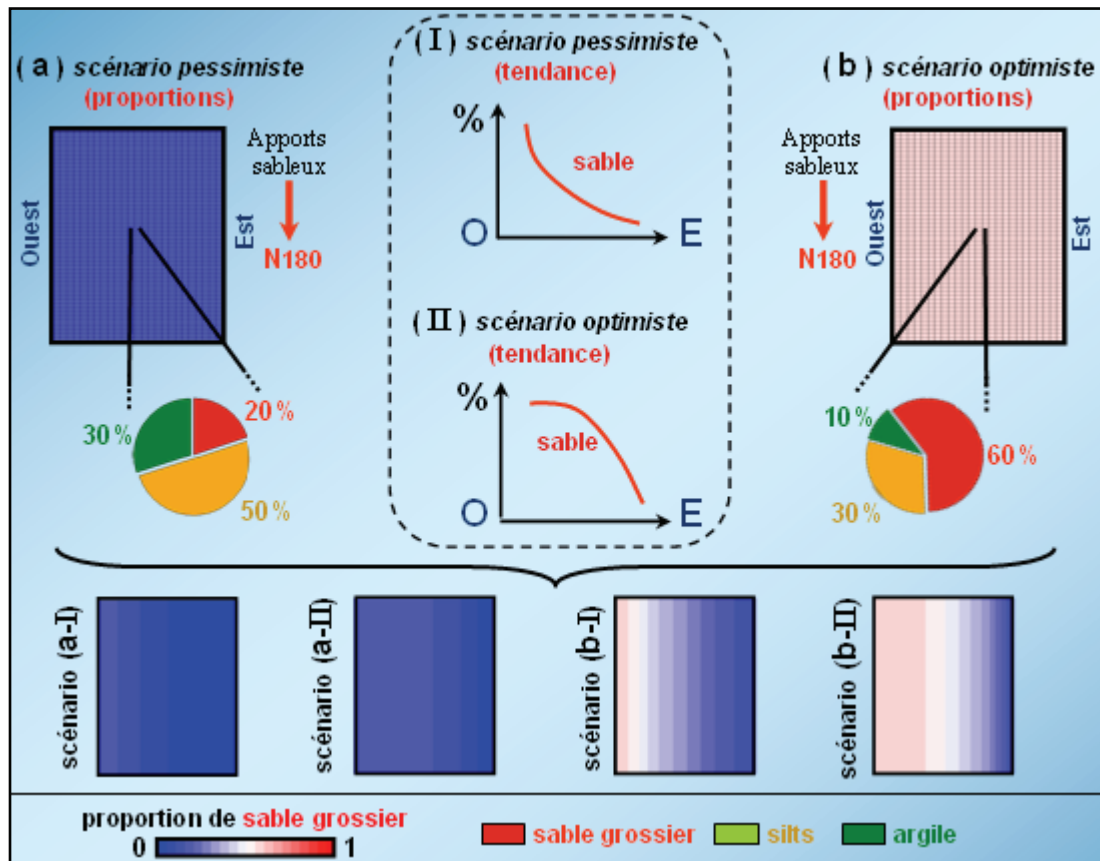 (a) scénario pessimiste
(proportions)
Apports
sableux
N180
Ouest
Est
30 %
20 %
50 %
(I) scénario pessimiste
(tendance)
%
sable
O
E
(II) scénario optimiste
(tendance)
%
sable
O
E
(b) scénario optimiste
(proportions)
Apports
sableux
N180
Ouest
Est
10 %
60 %
30 %
scénario (a-I)
scénario (a-II)
scénario (b-I)
scénario (b-II)
proportion de sable grossier
0
1
sable grossier
silts
argile